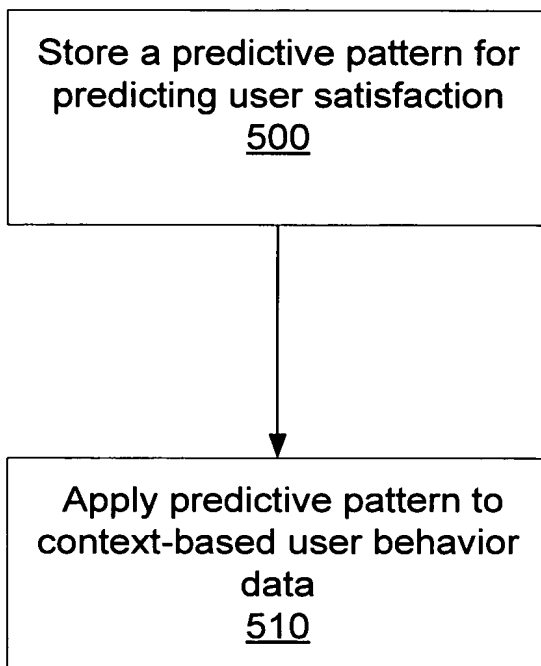 Store a predictive pattern for
predicting user satisfaction
500
Apply predictive pattern to
context-based user behavior
data
510